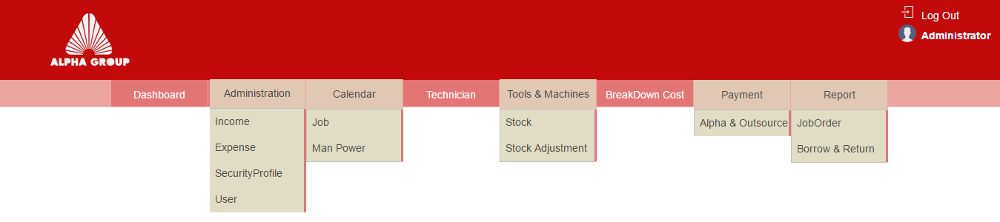 Log Out
Administrator
ALPHA GROUP
Dashboard
Administration
Calendar
Technician
Tools & Machines
BreakDown Cost
Payment
Report
Income
Expense
SecurityProfile
User
Job
Man Power
Stock
Stock Adjustment
Alpha & Outsource
JobOrder
Borrow & Return